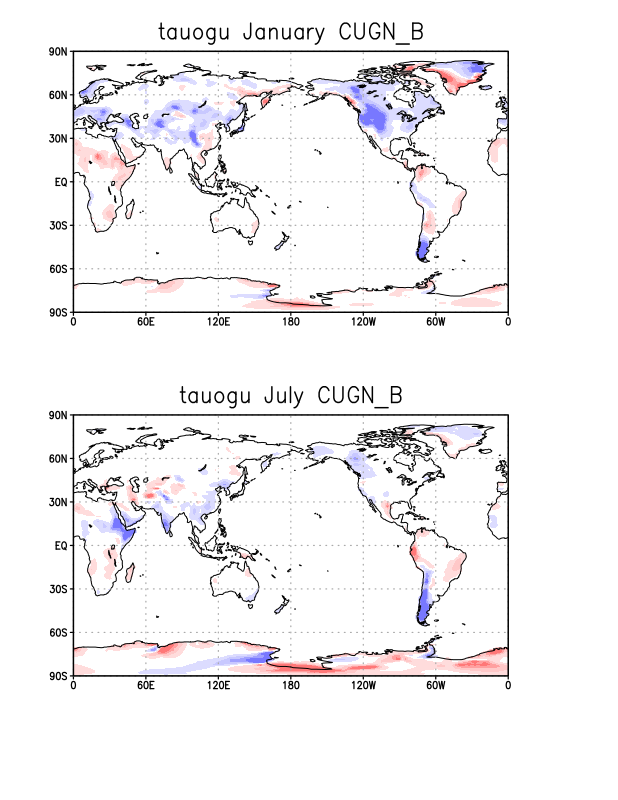 tauogu January CUGN_B
90N
60N
30N
EQ
30S
60S
90S
0 60E 120E 180 120W 60W 0
tauogu July CUGN_B
90N
60N
30N
EQ
30S
60S
90S
0 60E 120E 180 120W 60W 0